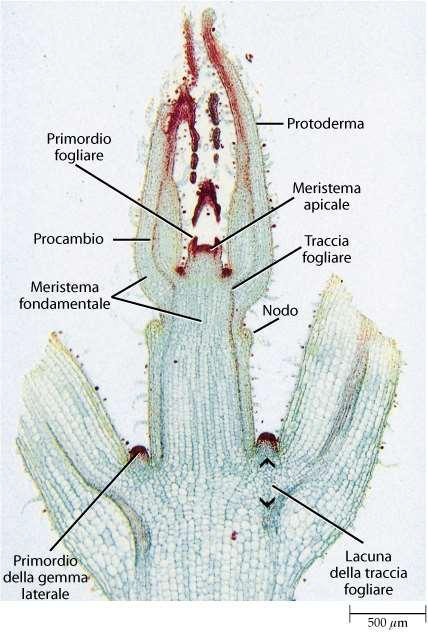 Protoderma
Primordio
fogliare
Meristema
apicale
Procambio
Traccia
fogliare
Meristema
fondamentale
Nodo
Primordio
della gemma
laterale
Lacuna
della traccia
fogliare
500 µm